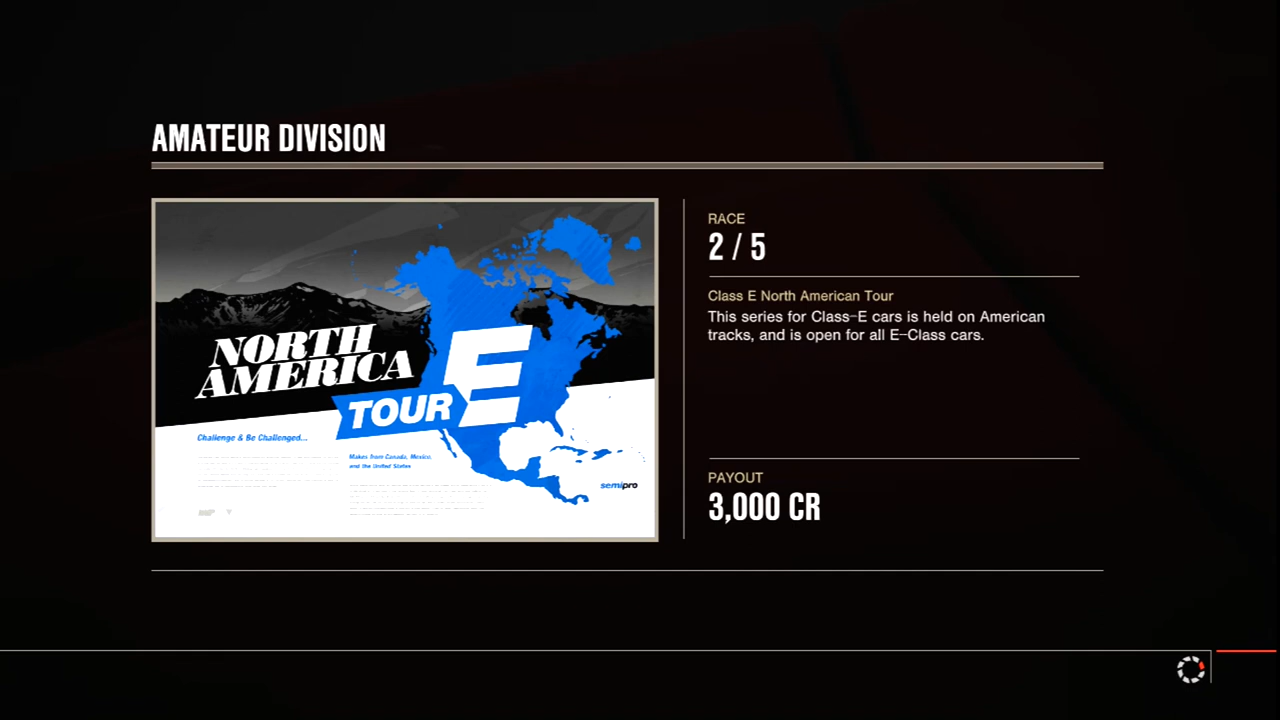 AMATEUR DIVISION
NORTH
AMERICA
TOUR
E
Challenge & Be Challenged...
Makes from Canada, Mexico,
and the United States
semipro
RACE
2 / 5
Class E North American Tour
This series for Class-E cars is held on American
tracks, and is open for all E-Class cars.
PAYOUT
3,000 CR